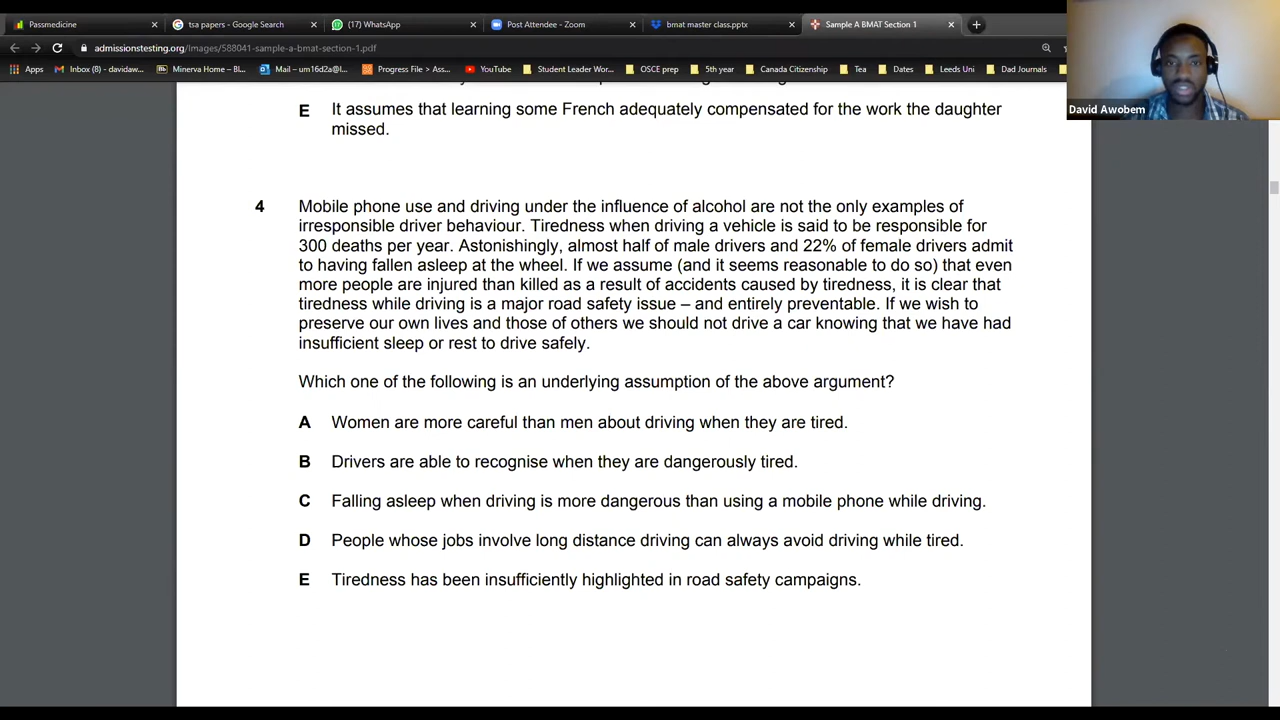 Passmedicine
tsa papers - Google Search
(17) WhatsApp
Post Attendee - Zoom
bmat master class.pptx
Sample A BMAT Section 1
admissionstesting.org/Images/588041-sample-a-bmat-section-1.pdf
Apps
Inbox (8) - davidaw...
Minerva Home – Bl...
Mail – um16d2a@l...
Progress File > Ass...
YouTube
Student Leader Wor...
OSCE prep
5th year
Canada Citizenship
Tea
Dates
Leeds Uni
Dad Journals
David Awobem
E It assumes that learning some French adequately compensated for the work the daughter
missed.
4 Mobile phone use and driving under the influence of alcohol are not the only examples of
irresponsible driver behaviour. Tiredness when driving a vehicle is said to be responsible for
300 deaths per year. Astonishingly, almost half of male drivers and 22% of female drivers admit
to having fallen asleep at the wheel. If we assume (and it seems reasonable to do so) that even
more people are injured than killed as a result of accidents caused by tiredness, it is clear that
tiredness while driving is a major road safety issue – and entirely preventable. If we wish to
preserve our own lives and those of others we should not drive a car knowing that we have had
insufficient sleep or rest to drive safely.
Which one of the following is an underlying assumption of the above argument?
A Women are more careful than men about driving when they are tired.
B Drivers are able to recognise when they are dangerously tired.
C Falling asleep when driving is more dangerous than using a mobile phone while driving.
D People whose jobs involve long distance driving can always avoid driving while tired.
E Tiredness has been insufficiently highlighted in road safety campaigns.